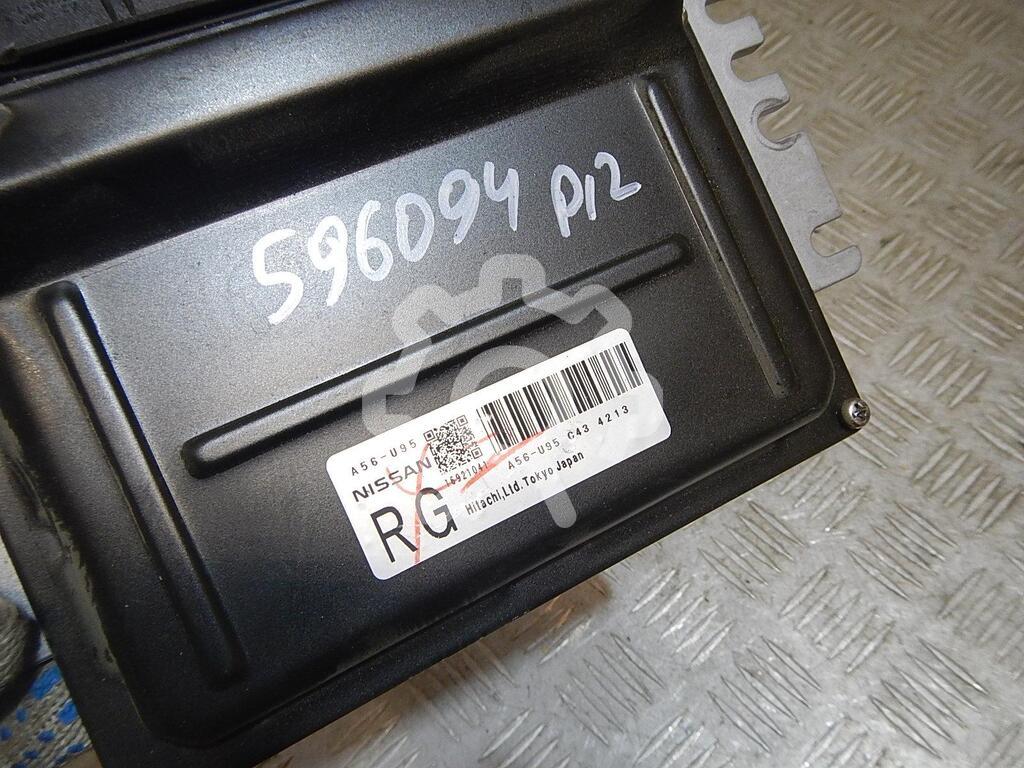 596094 p12
A56-U95
NISSAN
A56-U95 C43 4213
RG
Hitachi,Ltd.Tokyo Japan